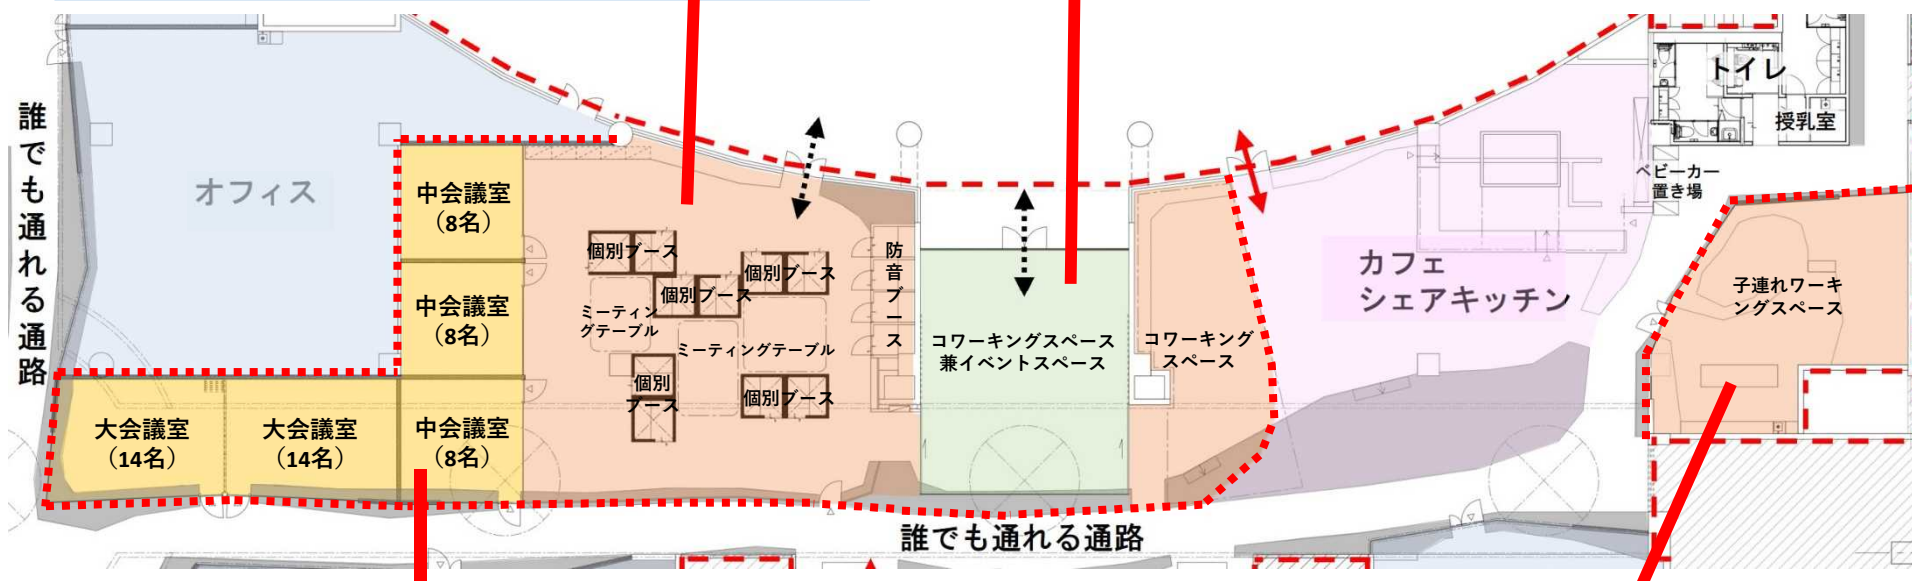 誰でも通れる通路
オフィス
中会議室
（8名）
中会議室
（8名）
中会議室
（8名）
大会議室
（14名）
大会議室
（14名）
個別ブース
個別ブース
個別ブース
ミーティン
グテーブル
ミーティングテーブル
個別
ブース
個別ブース
防音ブース
コワーキングスペース
兼イベントスペース
コワーキング
スペース
カフェ
シェアキッチン
トイレ
授乳室
ベビーカー
置き場
子連れワーキ
ングスペース
誰でも通れる通路